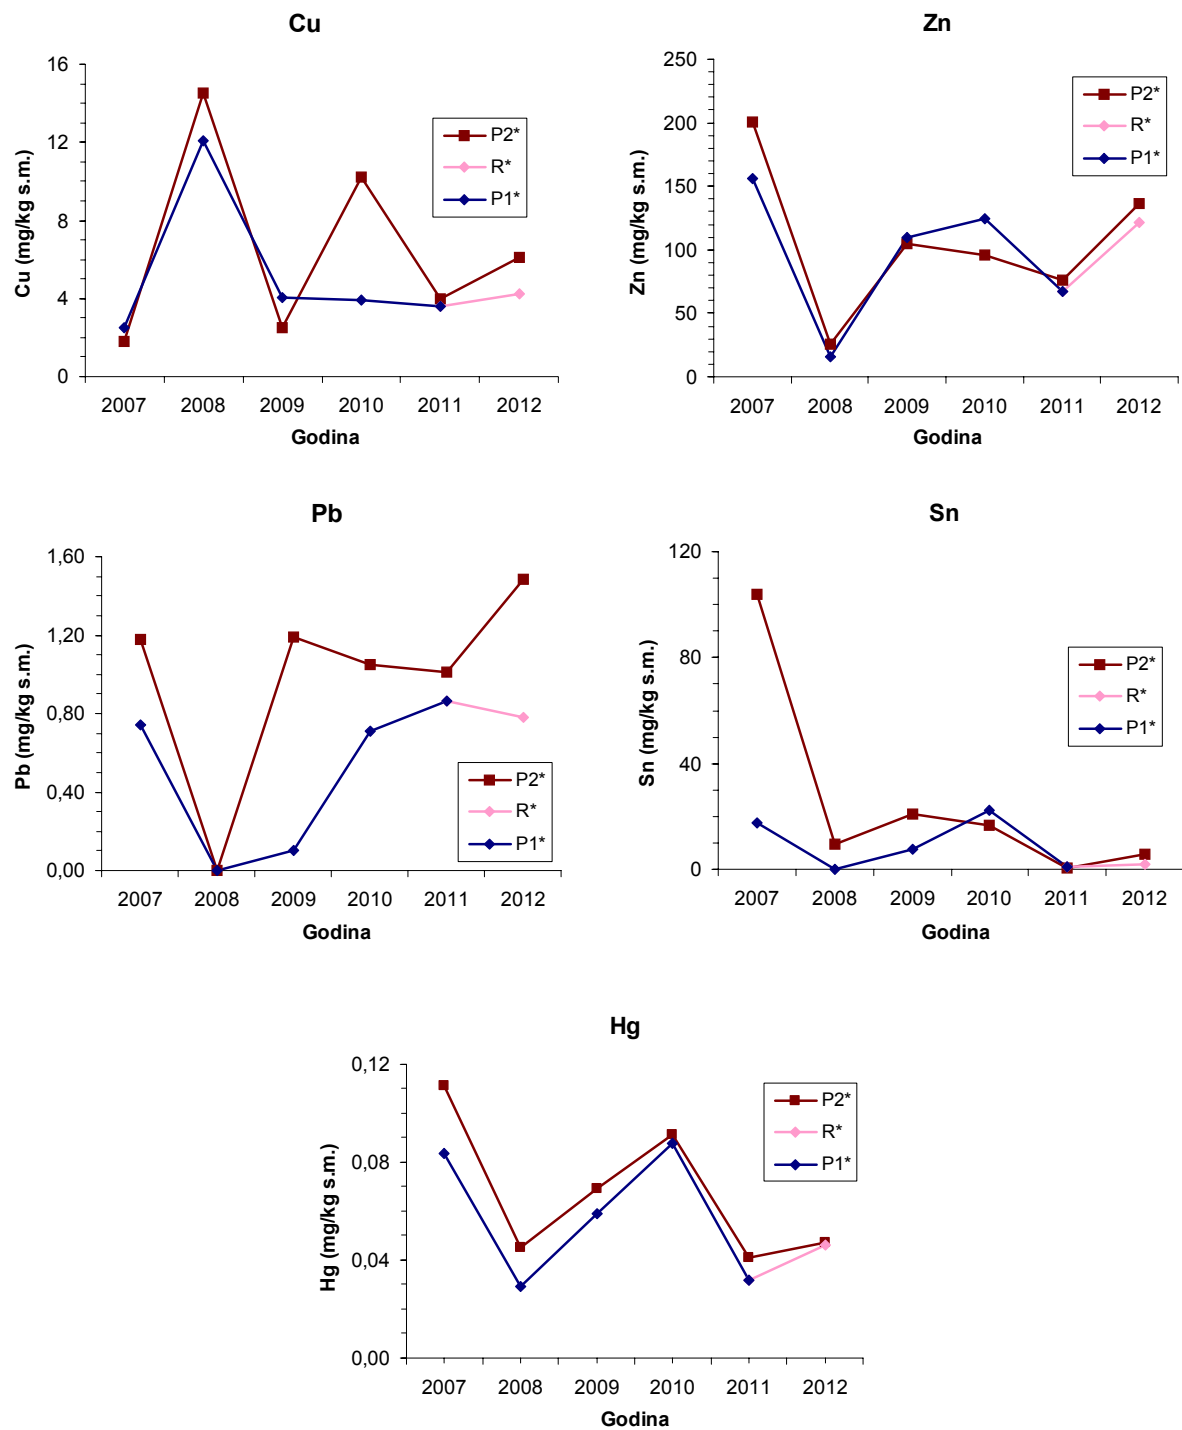 Cu
Cu (mg/kg s.m.)
16
12
8
4
0
P2*
R*
P1*
2007 2008 2009 2010 2011 2012
Godina
Zn
Zn (mg/kg s.m.)
250
200
150
100
50
0
P2*
R*
P1*
2007 2008 2009 2010 2011 2012
Godina
Pb
Pb (mg/kg s.m.)
1,60
1,20
0,80
0,40
0,00
P2*
R*
P1*
2007 2008 2009 2010 2011 2012
Godina
Sn
Sn (mg/kg s.m.)
120
80
40
0
P2*
R*
P1*
2007 2008 2009 2010 2011 2012
Godina
Hg
Hg (mg/kg s.m.)
0,12
0,08
0,04
0,00
P2*
R*
P1*
2007 2008 2009 2010 2011 2012
Godina